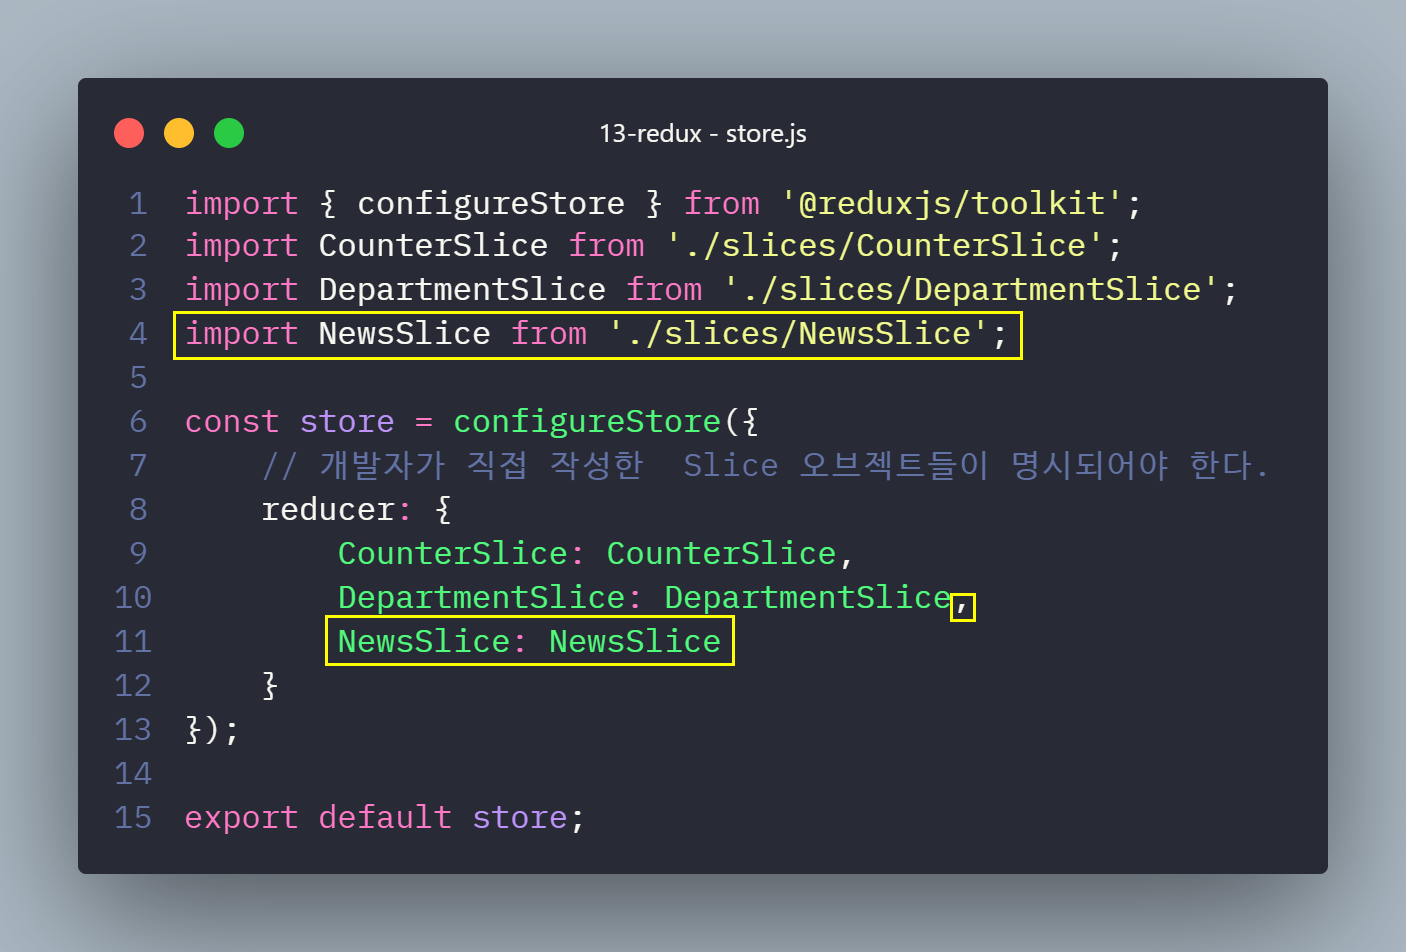 13-redux - store.js
1 import { configureStore } from '@reduxjs/toolkit';
2 import CounterSlice from './slices/CounterSlice';
3 import DepartmentSlice from './slices/DepartmentSlice';
4 import NewsSlice from './slices/NewsSlice';
5
6 const store = configureStore({
7     // 개발자가 직접 작성한  Slice 오브젝트들이 명시되어야 한다.
8     reducer: {
9         CounterSlice: CounterSlice,
10         DepartmentSlice: DepartmentSlice,
11         NewsSlice: NewsSlice
12     }
13 });
14
15 export default store;